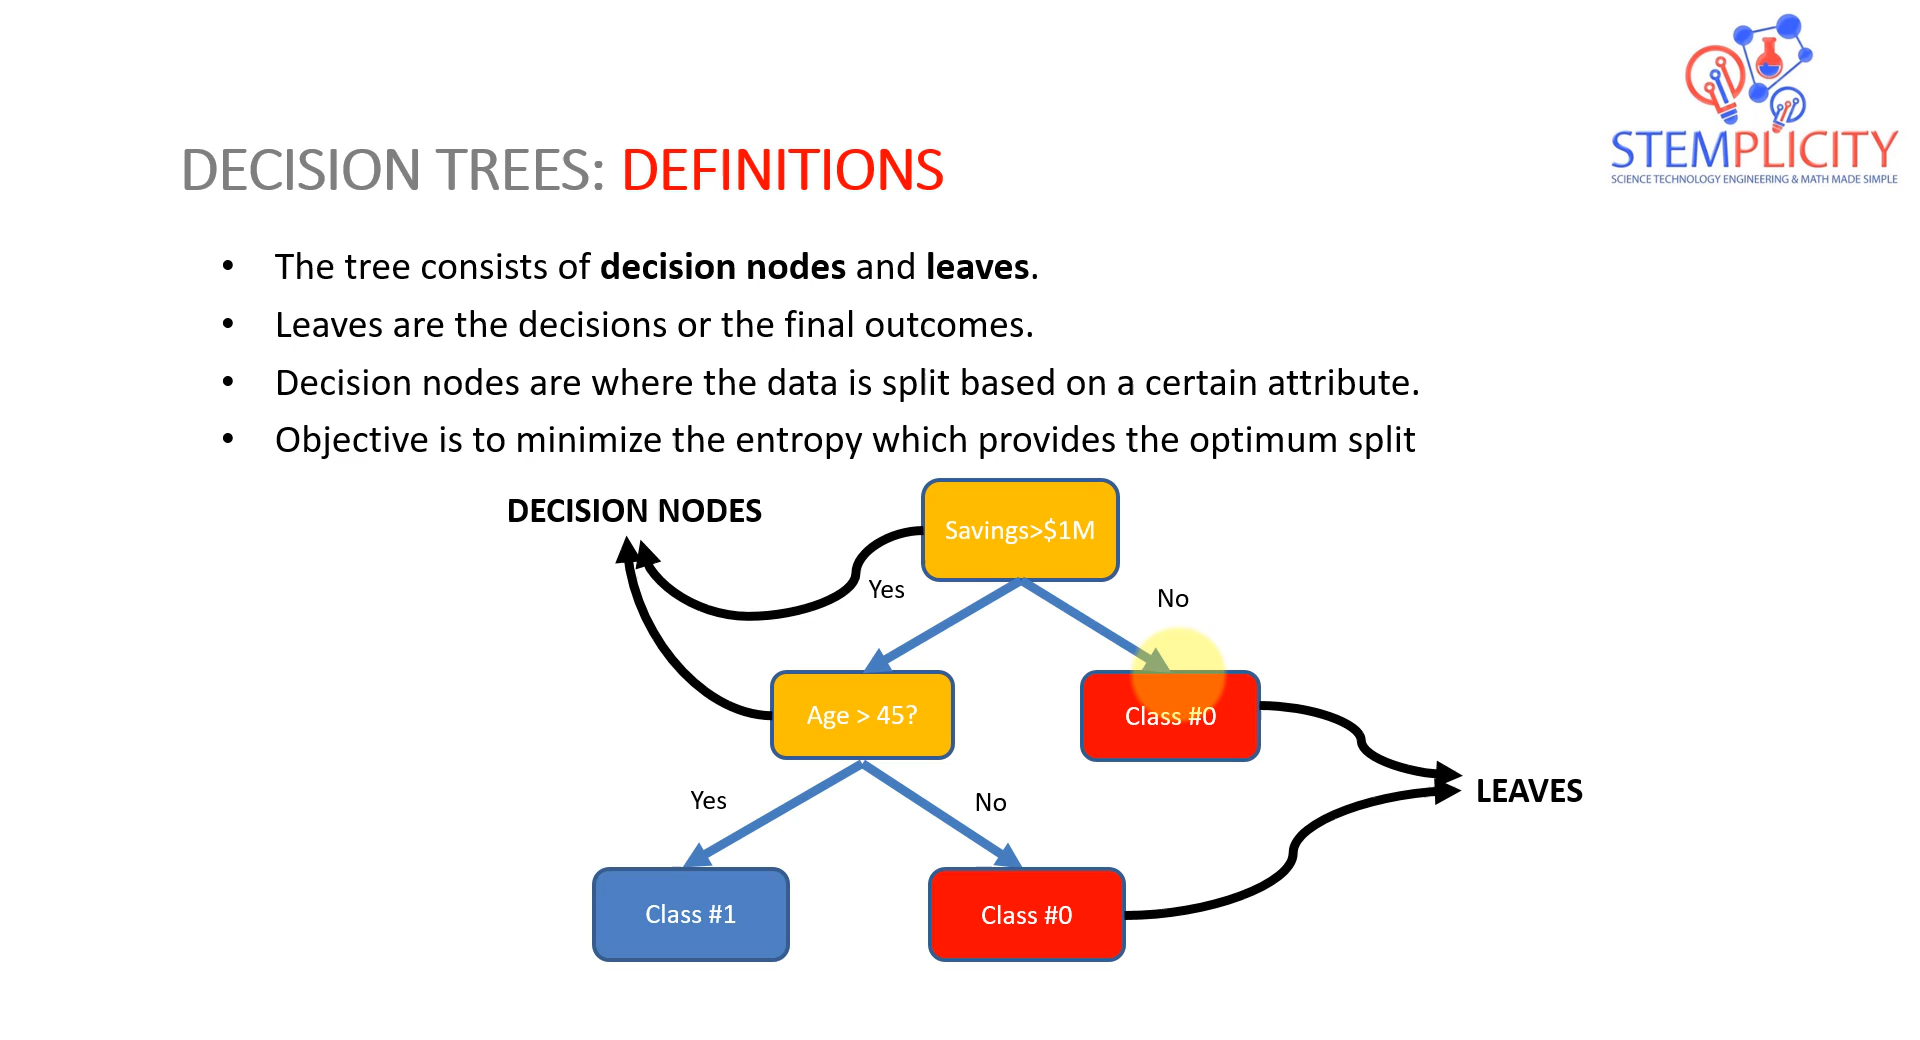 STEMPLICITY
SCIENCE TECHNOLOGY ENGINEERING & MATH MADE SIMPLE
DECISION TREES: DEFINITIONS
• The tree consists of decision nodes and leaves.
• Leaves are the decisions or the final outcomes.
• Decision nodes are where the data is split based on a certain attribute.
• Objective is to minimize the entropy which provides the optimum split
DECISION NODES
Savings>$1M
Yes
No
Age > 45?
Class #0
LEAVES
Yes
No
Class #1
Class #0